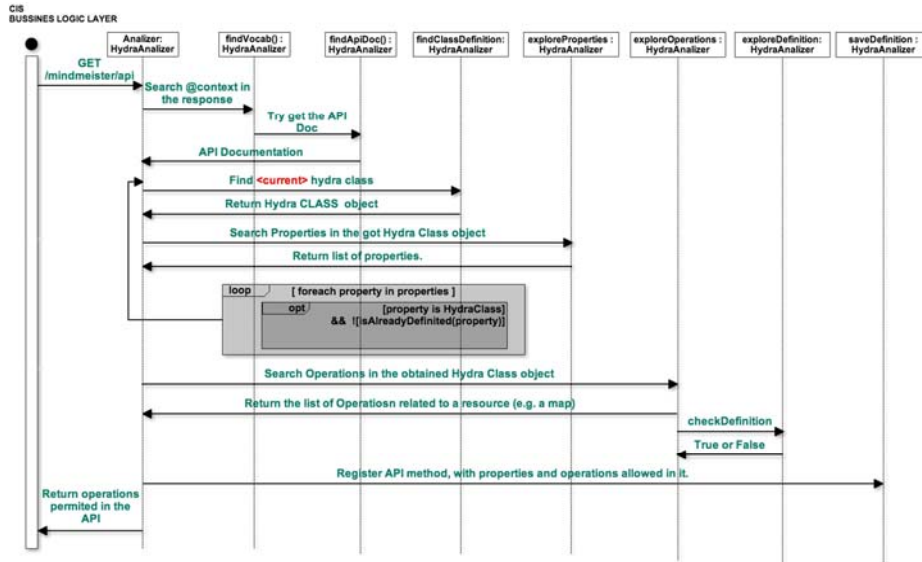 CIS
BUSSINES LOGIC LAYER
Analizer:
HydraAnalizer
findVocab() :
HydraAnalizer
findApiDoc() :
HydraAnalizer
findClassDefinition:
HydraAnalizer
exploreProperties :
HydraAnalizer
exploreOperations :
HydraAnalizer
exploreDefinition:
HydraAnalizer
saveDefinition :
HydraAnalizer
GET
/mindmeister/api
Search @context in
the response
Try get the API
Doc
API Documentation
Find <current> hydra class
Return Hydra CLASS object
Search Properties in the got Hydra Class object
Return list of properties.
loop [ foreach property in properties ]
opt [property is HydraClass]
&& ![isAlreadyDefinited(property)]
Search Operations in the obtained Hydra Class object
Return the list of Operatiosn related to a resource (e.g. a map)
checkDefinition
True or False
Register API method, with properties and operations allowed in it.
Return operations
permited in the
API